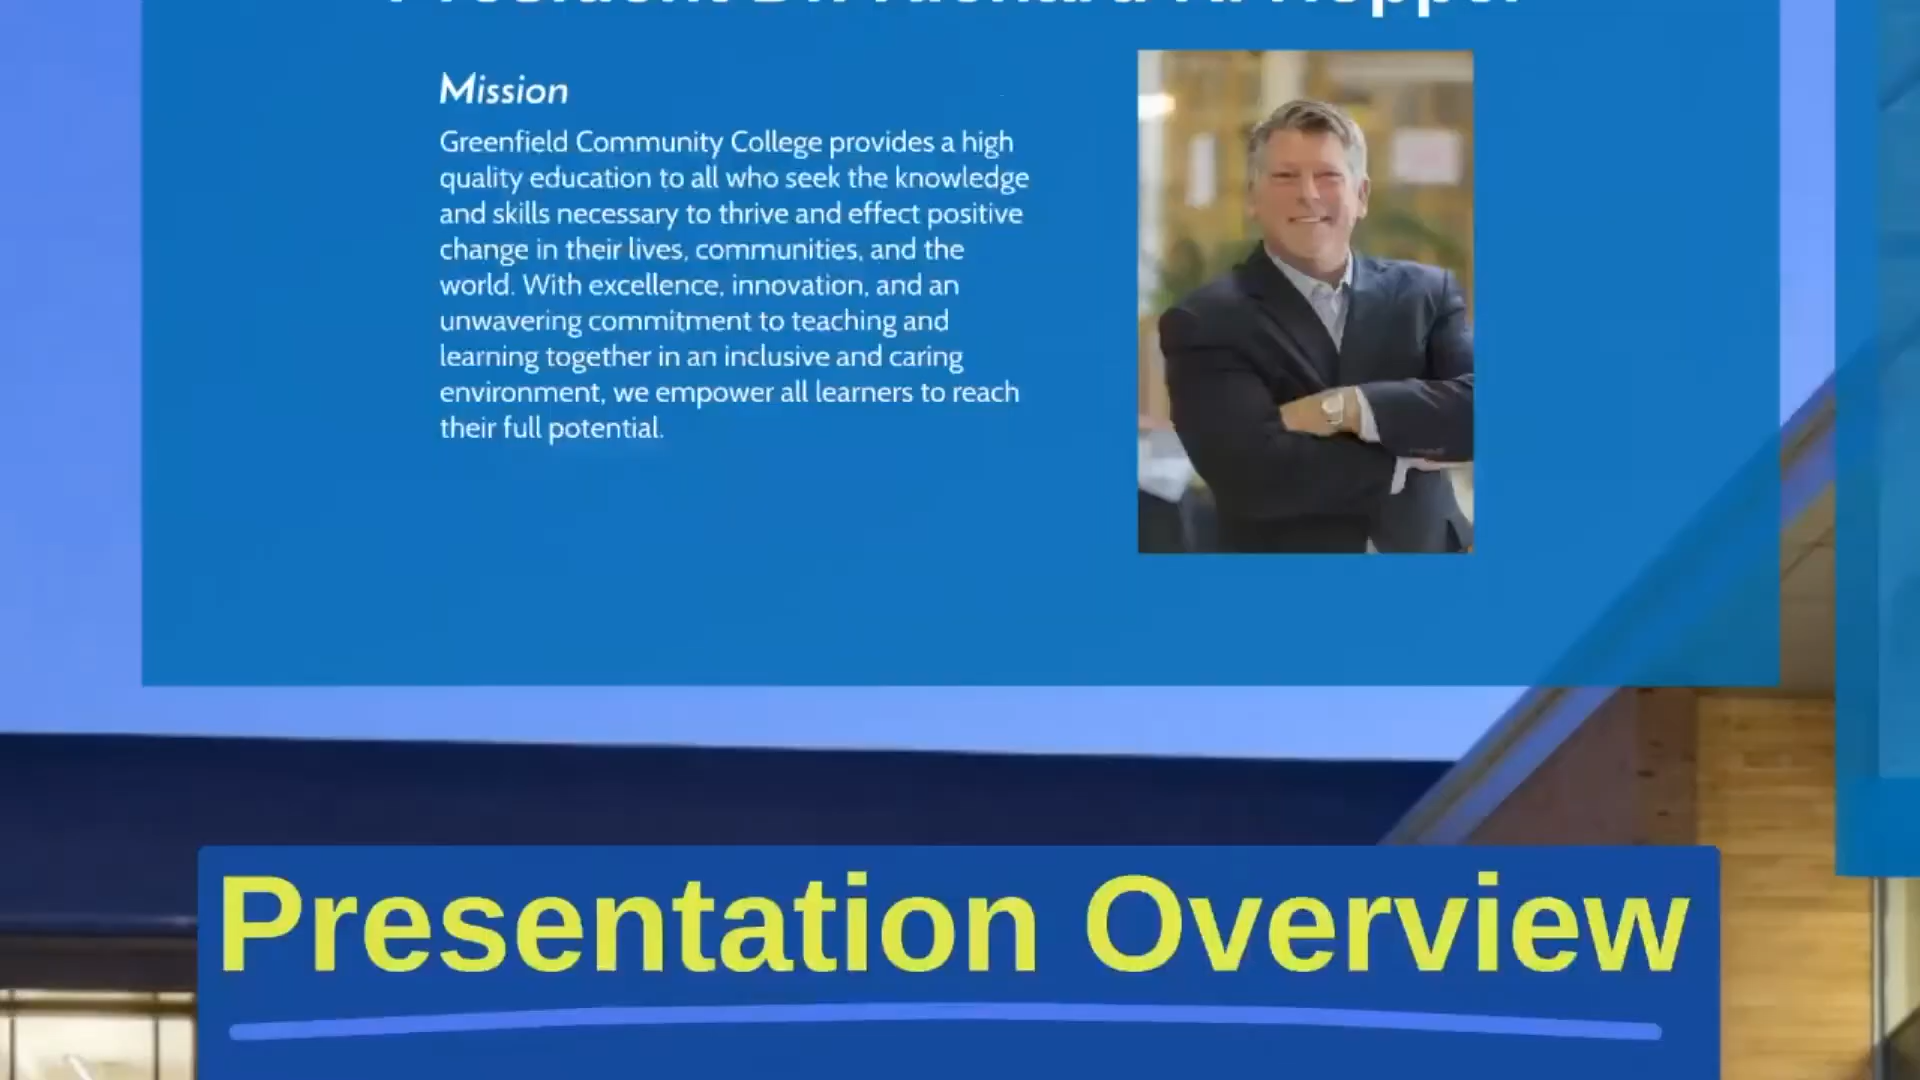 Mission
Greenfield Community College provides a high
quality education to all who seek the knowledge
and skills necessary to thrive and effect positive
change in their lives, communities, and the
world. With excellence, innovation, and an
unwavering commitment to teaching and
learning together in an inclusive and caring
environment, we empower all learners to reach
their full potential.
Presentation Overview